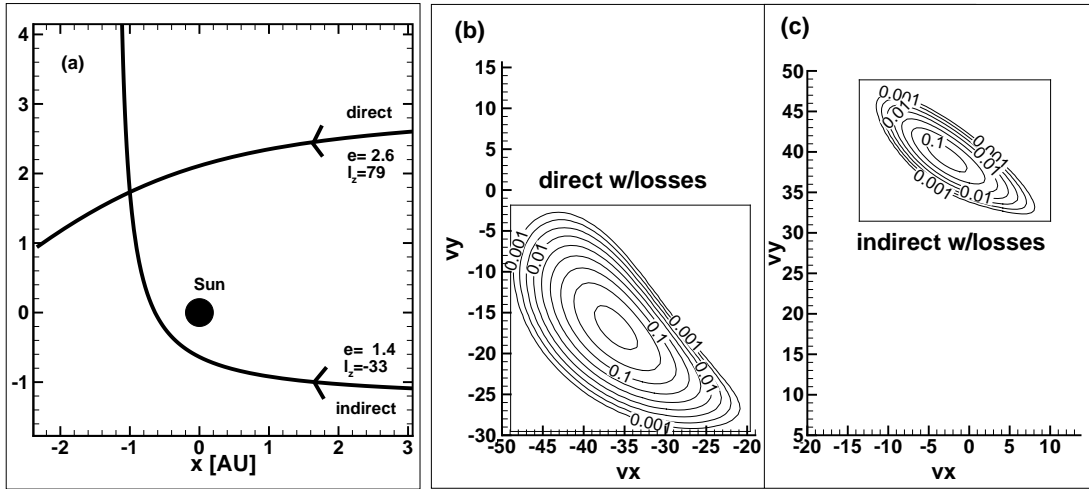 (a)
4
3
2
1
0
-1
-2 -1 0 1 2 3
x [AU]
direct
e= 2.6
l_z=79
Sun
e= 1.4
l_z=-33
indirect
(b)
15
10
5
0
-5
-10
-15
-20
-25
-30
vy
direct w/losses
0.001
0.01
0.1
0.001
0.01
0.1
0.001
-50 -45 -40 -35 -30 -25 -20
vx
(c)
50
45
40
35
30
25
20
15
10
5
vy
0.001
0.01
0.1
0.001
0.01
0.001
0.01
indirect w/losses
-20 -15 -10 -5 0 5 10
vx